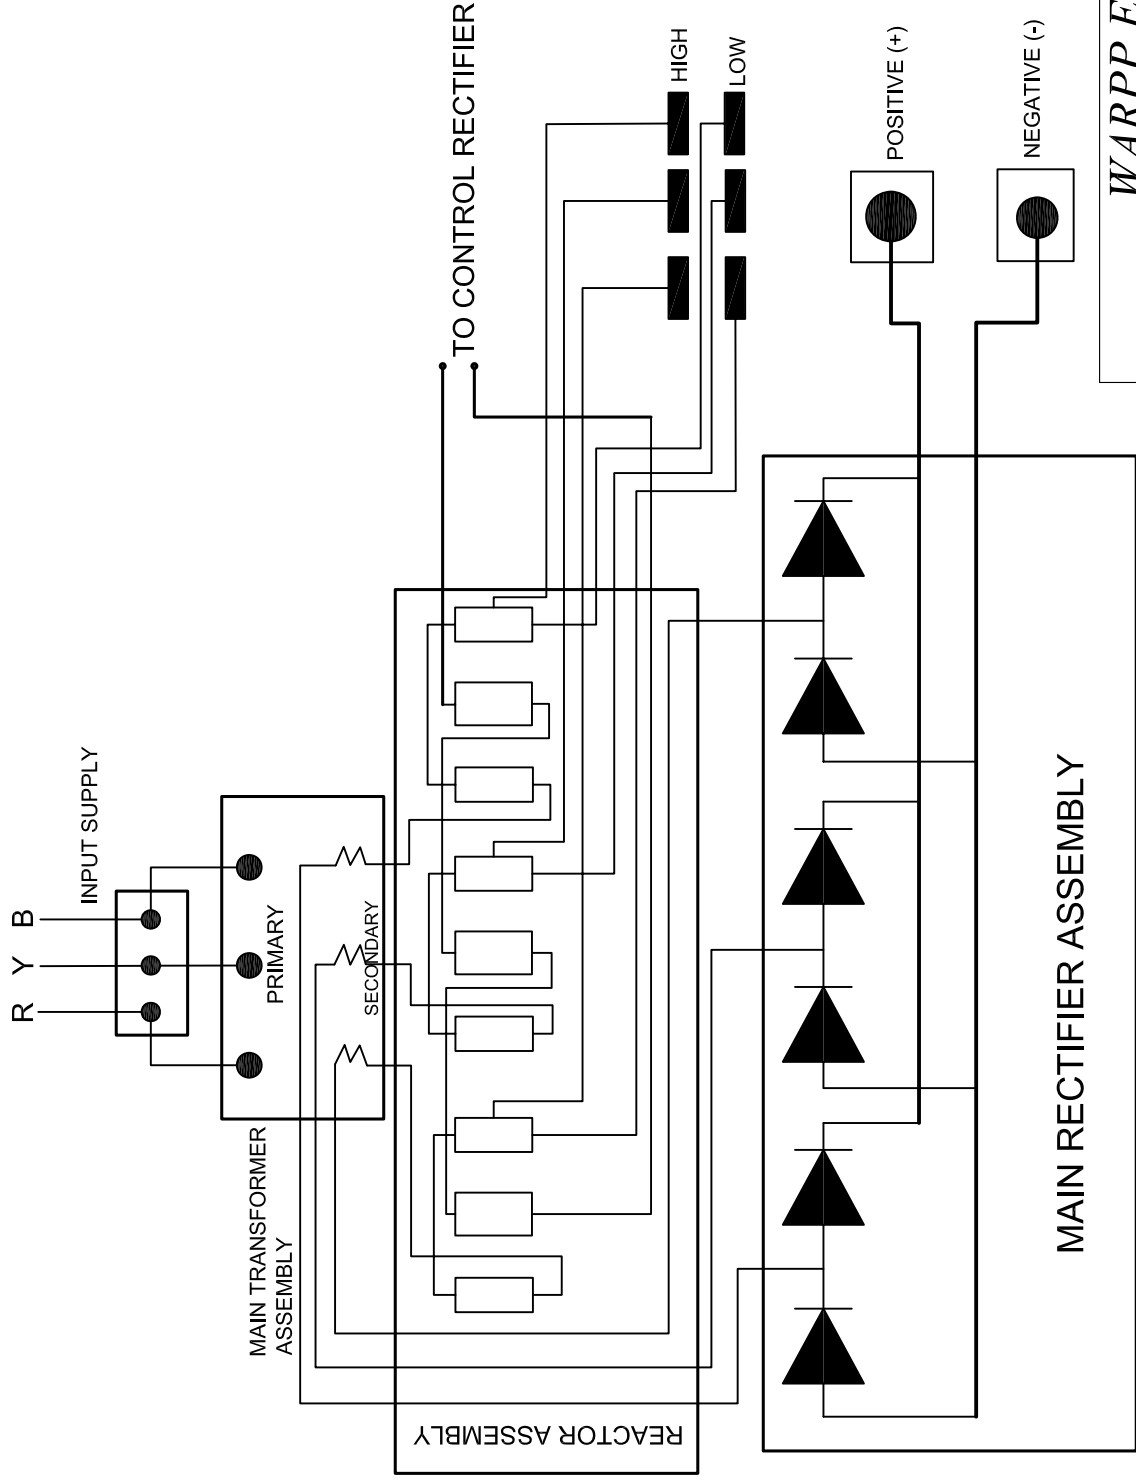 R
Y
B
INPUT SUPPLY
PRIMARY
SECONDARY
MAIN TRANSFORMER
ASSEMBLY
REACTOR ASSEMBLY
TO CONTROL RECTIFIER
HIGH
LOW
POSITIVE (+)
NEGATIVE (-)
MAIN RECTIFIER ASSEMBLY
WARPP E